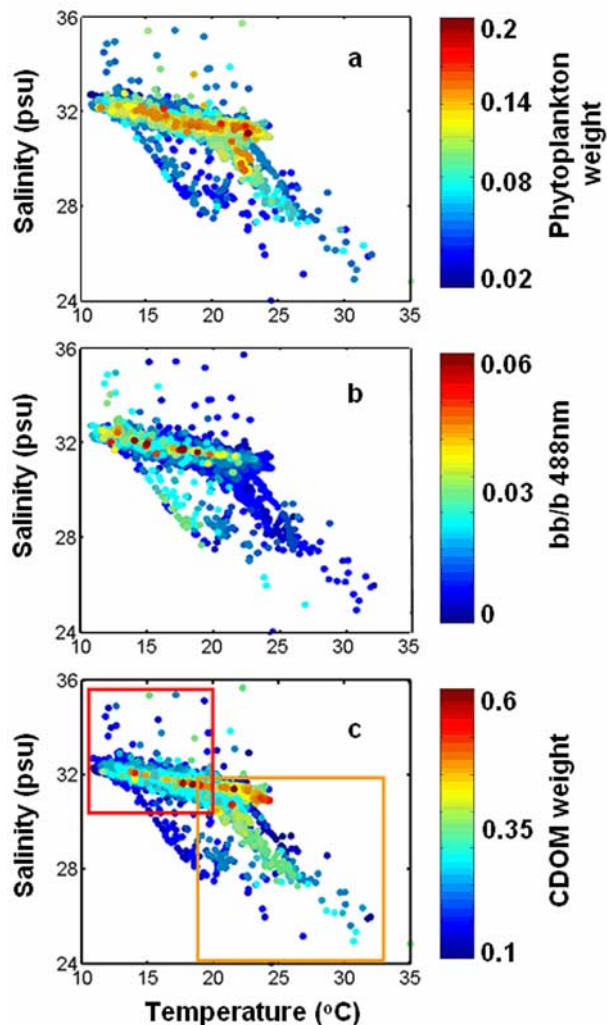 36
32
28
24
Salinity (psu)
a
10 15 20 25 30 35
0.2
0.14
0.08
0.02
Phytoplankton
weight
36
32
28
24
Salinity (psu)
b
10 15 20 25 30 35
0.06
0.03
0
bb/b 488nm
36
32
28
24
Salinity (psu)
c
10 15 20 25 30 35
Temperature (°C)
0.6
0.35
0.1
CDOM weight